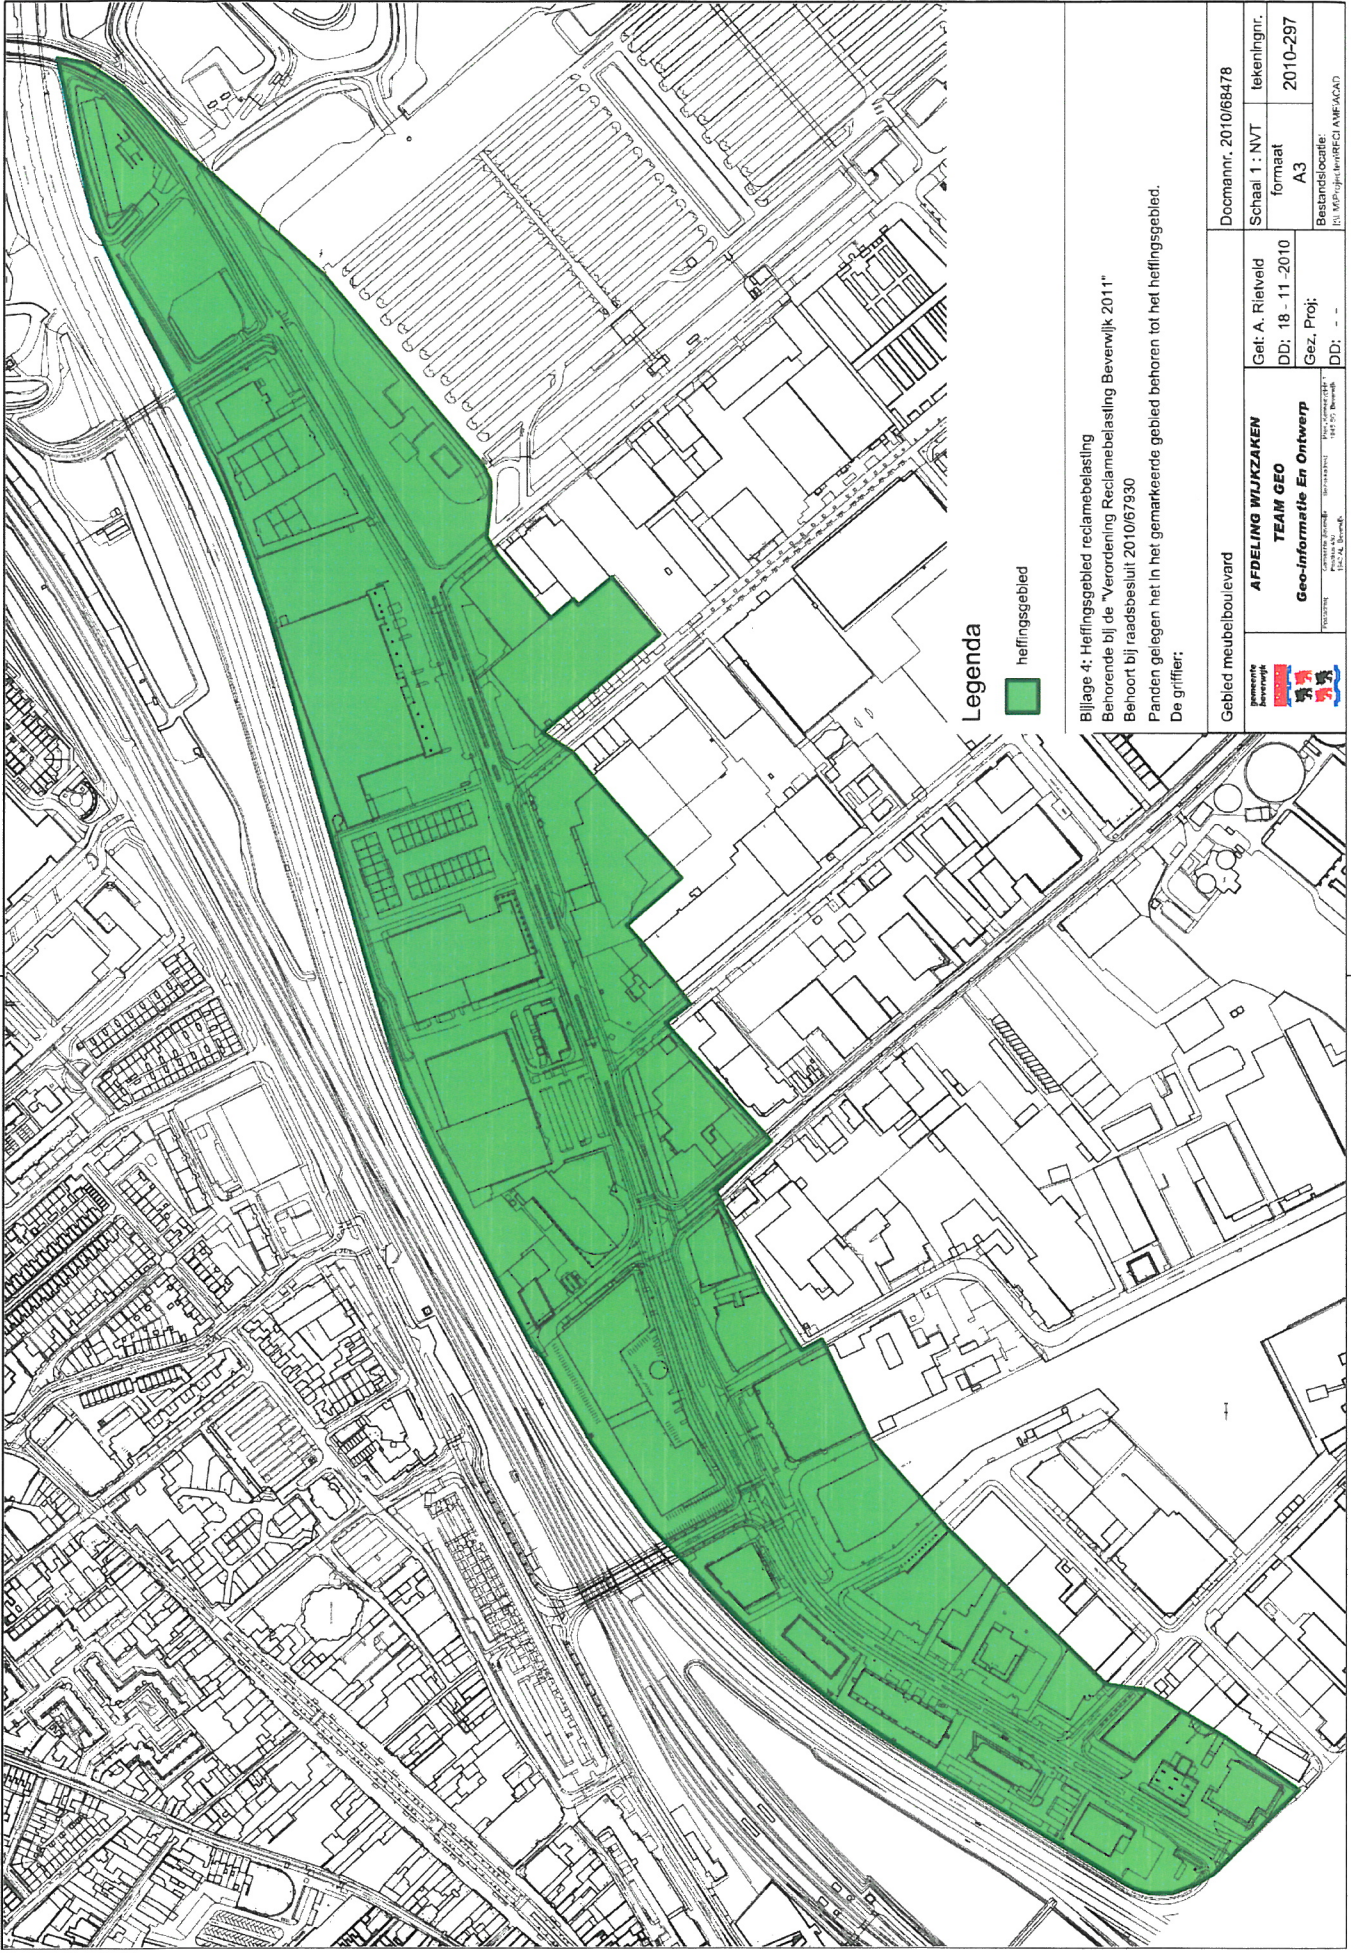 Legenda
heffingsgebied
Bijlage 4: Heffingsgebied reclamebelasting
Behorende bij de "Verordening Reclamebelasting Beverwijk 2011"
Behoort bij raadsbesluit 2010/67930
Panden gelegen het in het gemarkeerde gebied behoren tot het heffingsgebied.
De griffier:
Gebied meubelboulevard
Docmannr. 2010/68478
gemeente
beverwijk
AFDELING WIJKZAKEN
TEAM GEO
Geo-informatie En Ontwerp
Get: A. Rietveld
DD: 18 - 11 -2010
Gez. Proj:
DD: - -
Schaal 1 : NVT
formaat
A3
tekeningnr.
2010-297
Bestandslocatie: